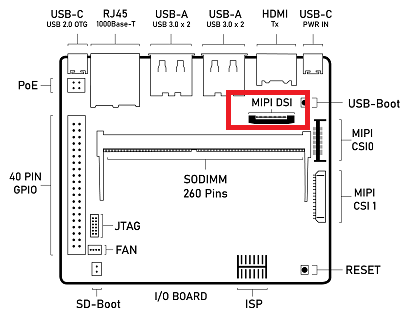 USB-C
USB 2.0 OTG
RJ45
1000Base-T
USB-A
USB 3.0 x 2
USB-A
USB 3.0 x 2
HDMI
Tx
USB-C
PWR IN
PoE
MIPI DSI
USB-Boot
MIPI
CSI0
40 PIN
GPIO
SODIMM
260 Pins
MIPI
CSI 1
JTAG
FAN
RESET
SD-Boot
I/O BOARD
ISP